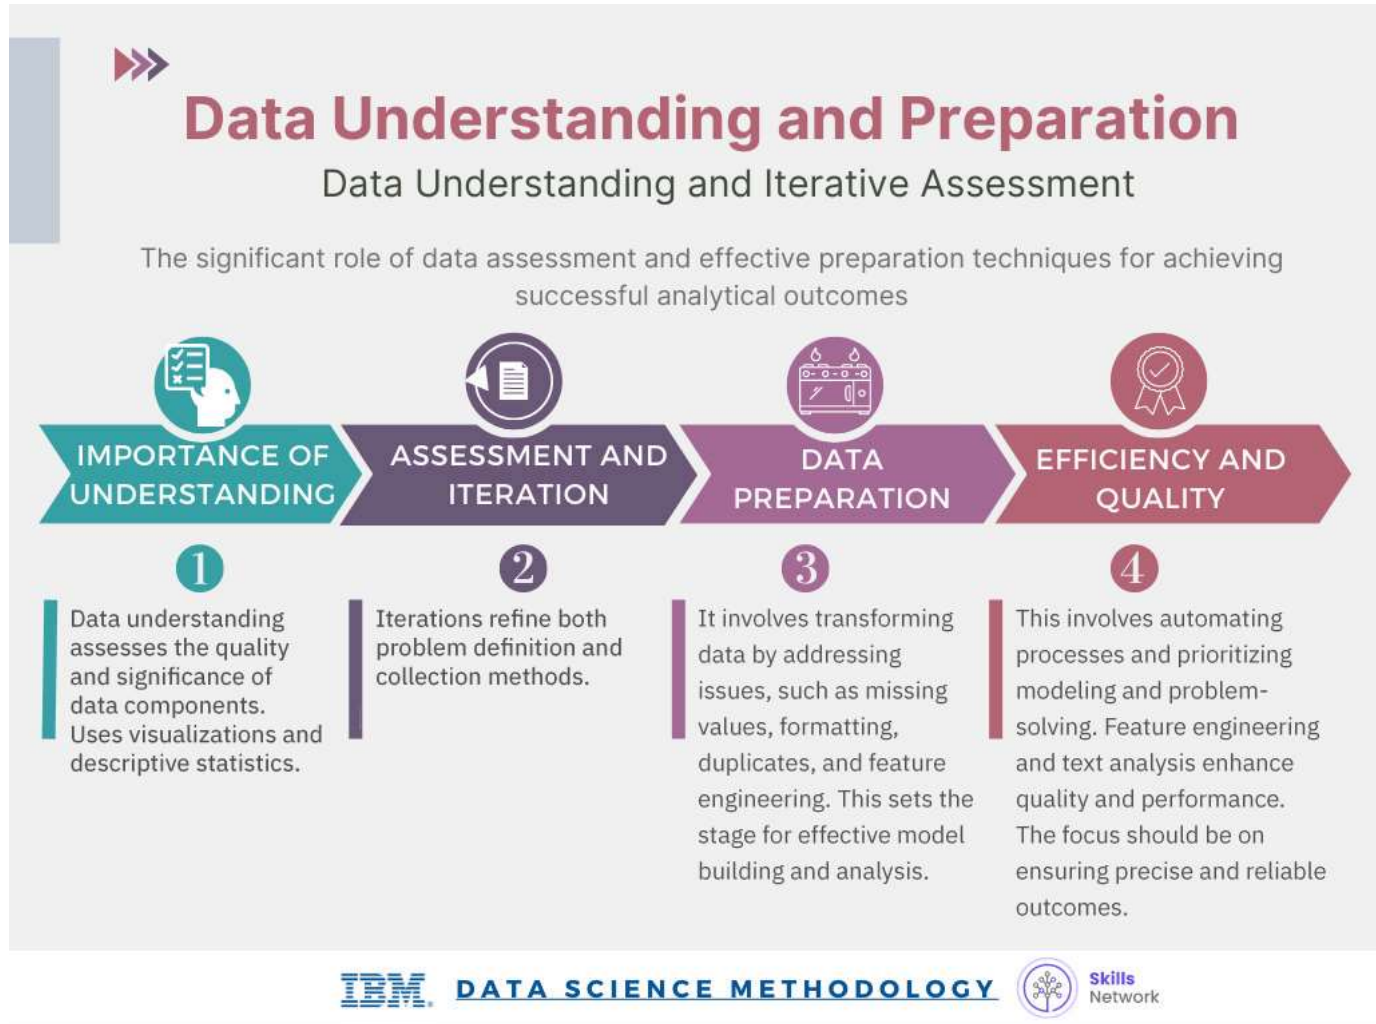 Data Understanding and Preparation
Data Understanding and Iterative Assessment
The significant role of data assessment and effective preparation techniques for achieving
successful analytical outcomes
IMPORTANCE OF
UNDERSTANDING
1
Data understanding
assesses the quality
and significance of
data components.
Uses visualizations and
descriptive statistics.
ASSESSMENT AND
ITERATION
2
Iterations refine both
problem definition and
collection methods.
DATA
PREPARATION
3
It involves transforming
data by addressing
issues, such as missing
values, formatting,
duplicates, and feature
engineering. This sets the
stage for effective model
building and analysis.
EFFICIENCY AND
QUALITY
4
This involves automating
processes and prioritizing
modeling and problem-
solving. Feature engineering
and text analysis enhance
quality and performance.
The focus should be on
ensuring precise and reliable
outcomes.
IBM. DATA SCIENCE METHODOLOGY
Skills
Network